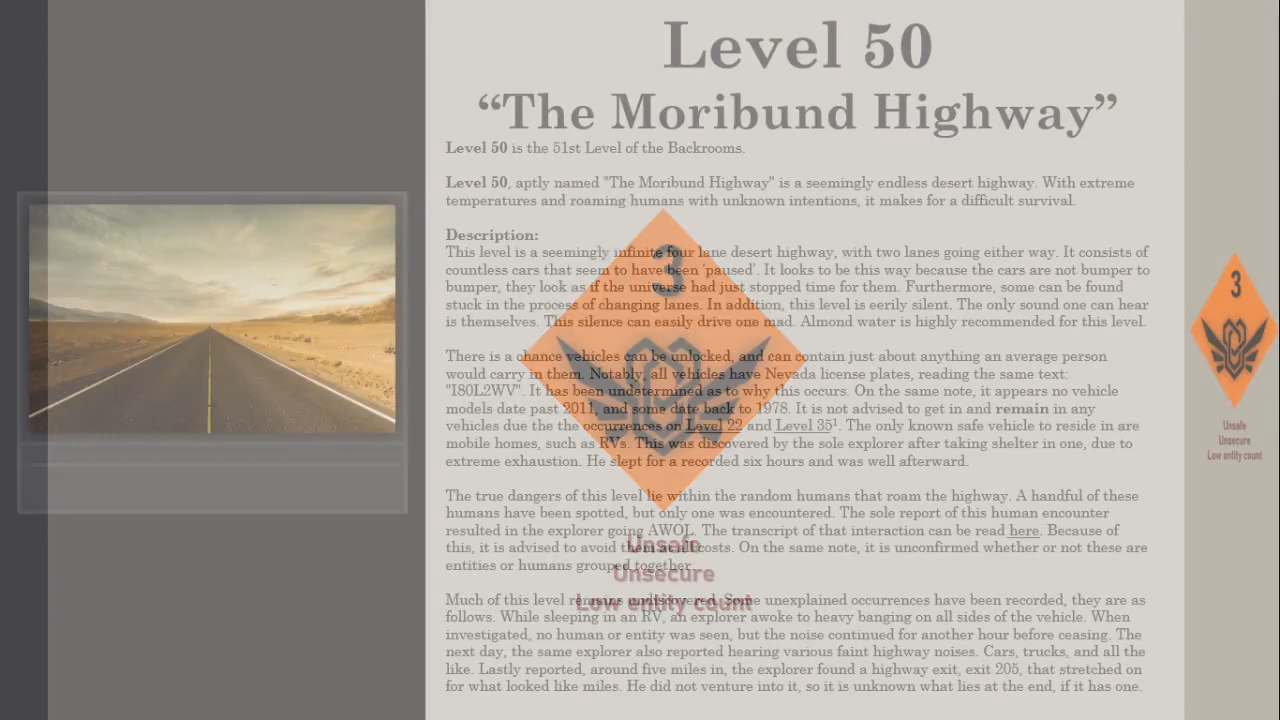 Level 50
“The Moribund Highway”
Level 50 is the 51st Level of the Backrooms.
Level 50, aptly named "The Moribund Highway" is a seemingly endless desert highway. With extreme
temperatures and roaming humans with unknown intentions, it makes for a difficult survival.
Description:
This level is a seemingly infinite four lane desert highway, with two lanes going either way. It consists of
countless cars that seem to have been 'paused'. It looks to be this way because the cars are not bumper to
bumper, they look as if the universe had just stopped time for them. Furthermore, some can be found
stuck in the process of changing lanes. In addition, this level is eerily silent. The only sound one can hear
is themselves. This silence can easily drive one mad. Almond water is highly recommended for this level.
There is a chance vehicles can be unlocked, and can contain just about anything an average person
would carry in them. Notably, all vehicles have Nevada license plates, reading the same text:
"I80L2WV". It has been undetermined as to why this occurs. On the same note, it appears no vehicle
models date past 2011, and some date back to 1978. It is not advised to get in and remain in any
vehicles due the the occurrences on Level 22 and Level 35¹. The only known safe vehicle to reside in are
mobile homes, such as RVs. This was discovered by the sole explorer after taking shelter in one, due to
extreme exhaustion. He slept for a recorded six hours and was well afterward.
The true dangers of this level lie within the random humans that roam the highway. A handful of these
humans have been spotted, but only one was encountered. The sole report of this human encounter
resulted in the explorer going AWOL. The transcript of that interaction can be read here. Because of
this, it is advised to avoid them at all costs. On the same note, it is unconfirmed whether or not these are
entities or humans grouped together.
Much of this level remains undiscovered. Some unexplained occurrences have been recorded, they are as
follows. While sleeping in an RV, an explorer awoke to heavy banging on all sides of the vehicle. When
investigated, no human or entity was seen, but the noise continued for another hour before ceasing. The
next day, the same explorer also reported hearing various faint highway noises. Cars, trucks, and all the
like. Lastly reported, around five miles in, the explorer found a highway exit, exit 205, that stretched on
for what looked like miles. He did not venture into it, so it is unknown what lies at the end, if it has one.
3
Unsafe
Unsecure
Low entity count
3
Unsafe
Unsecure
Low entity count